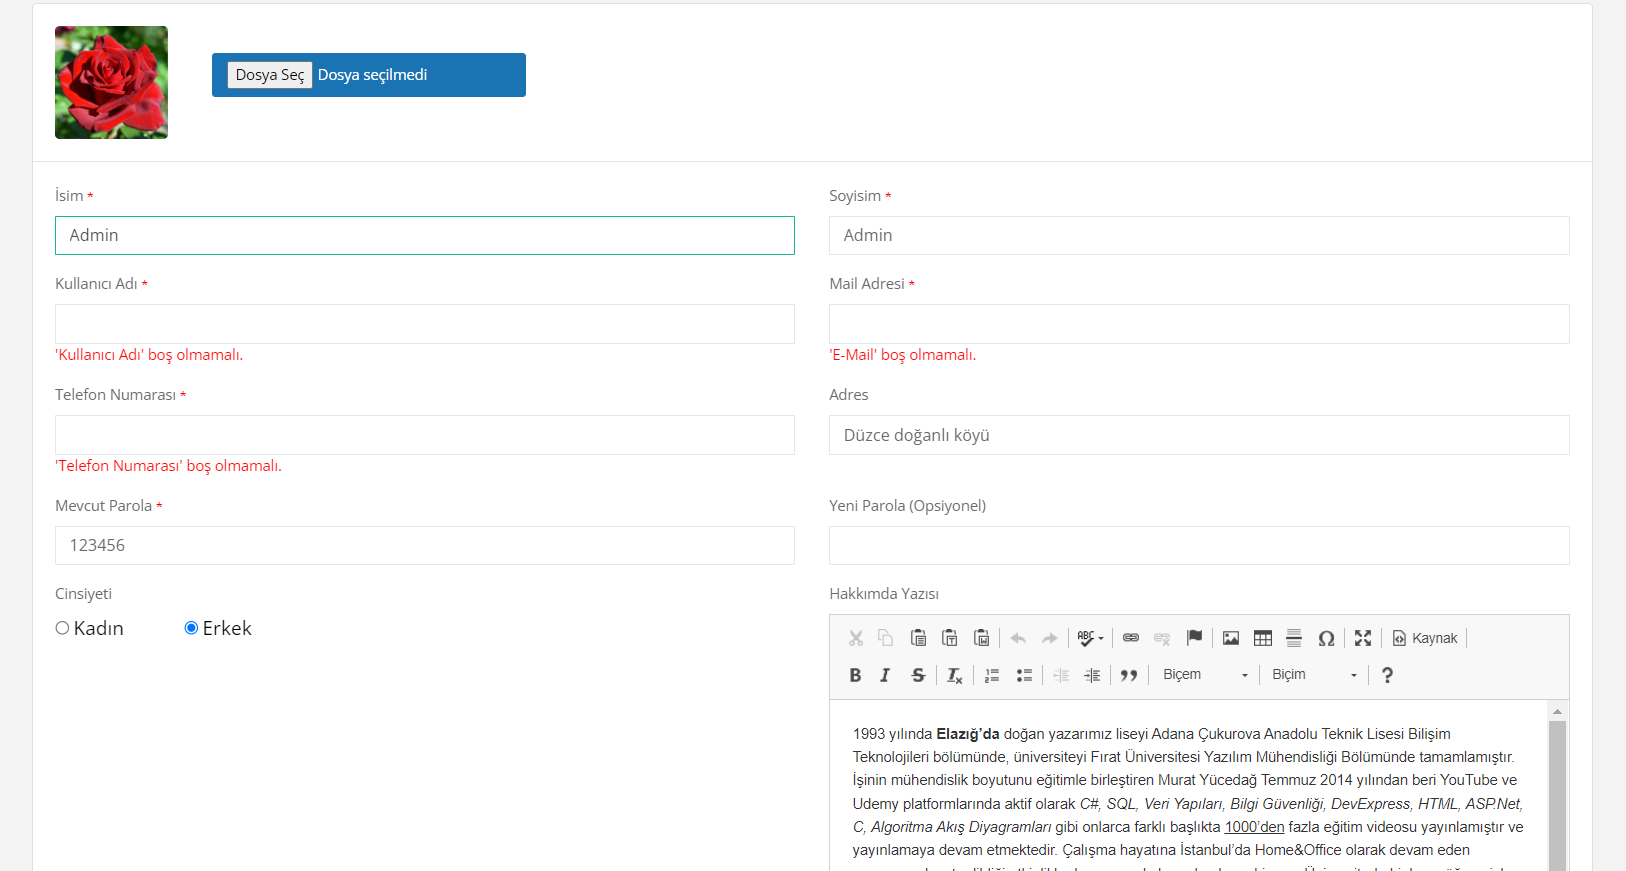 Dosya Seç Dosya seçilmedi
İsim *
Soyisim *
Admin
Admin
Kullanıcı Adı *
Mail Adresi *
'Kullanıcı Adı' boş olmamalı.
'E-Mail' boş olmamalı.
Telefon Numarası *
Adres
Düzce doğanlı köyü
'Telefon Numarası' boş olmamalı.
Mevcut Parola *
Yeni Parola (Opsiyonel)
123456
Cinsiyeti
Hakkımda Yazısı
Kadın
Erkek
ABC
Kaynak
B I S Tx
Biçem
Biçim
?
1993 yılında Elazığ’da doğan yazarımız liseyi Adana Çukurova Anadolu Teknik Lisesi Bilişim
Teknolojileri bölümünde, üniversiteyi Fırat Üniversitesi Yazılım Mühendisliği Bölümünde tamamlamıştır.
İşinin mühendislik boyutunu eğitimle birleştiren Murat Yücedağ Temmuz 2014 yılından beri YouTube ve
Udemy platformlarında aktif olarak C#, SQL, Veri Yapıları, Bilgi Güvenliği, DevExpress, HTML, ASP.Net,
C, Algoritma Akış Diyagramları gibi onlarca farklı başlıkta 1000’den fazla eğitim videosu yayınlamıştır ve
yayınlamaya devam etmektedir. Çalışma hayatına İstanbul’da Home&Office olarak devam eden